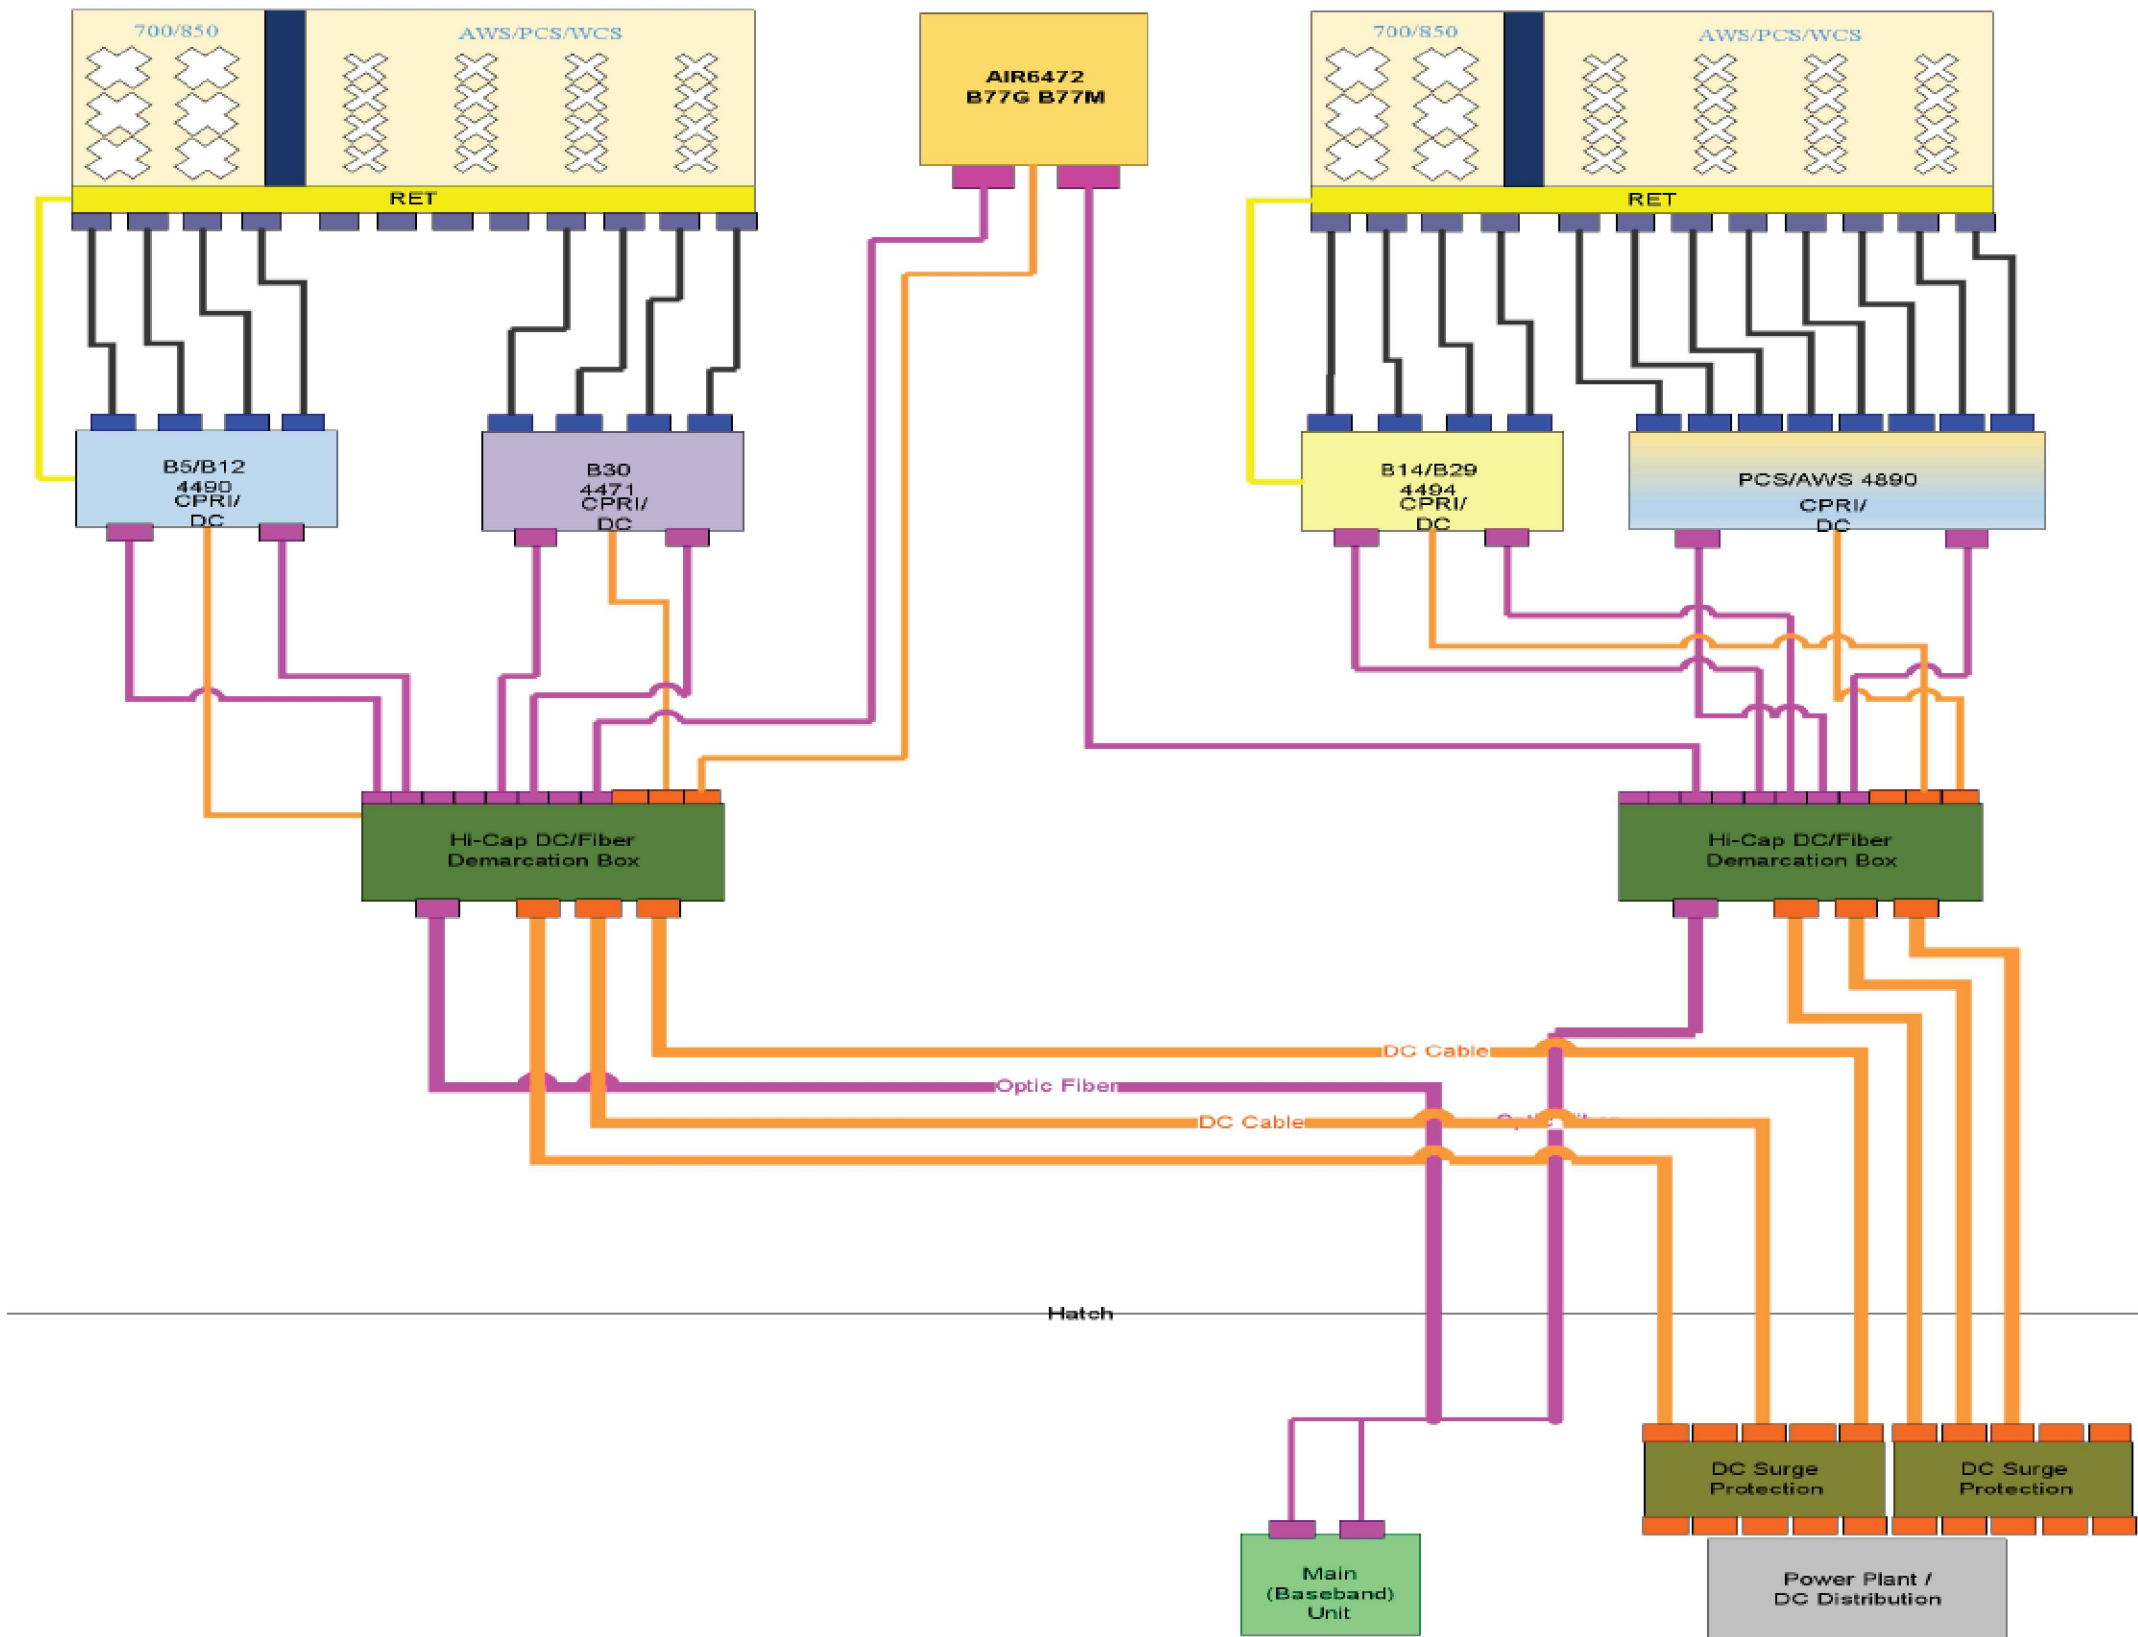 700/850
AWS/PCS/WCS
RET
AIR6472
B77G B77M
700/850
AWS/PCS/WCS
RET
B5/B12
4490
CPRI/
DC
B30
4471
CPRI/
DC
B14/B29
4494
CPRI/
DC
PCS/AWS 4890
CPRI/
DC
Hi-Cap DC/Fiber
Demarcation Box
Hi-Cap DC/Fiber
Demarcation Box
DC Cable
Optic Fiber
DC Cable
Hatch
DC Surge
Protection
DC Surge
Protection
Main
(Baseband)
Unit
Power Plant /
DC Distribution